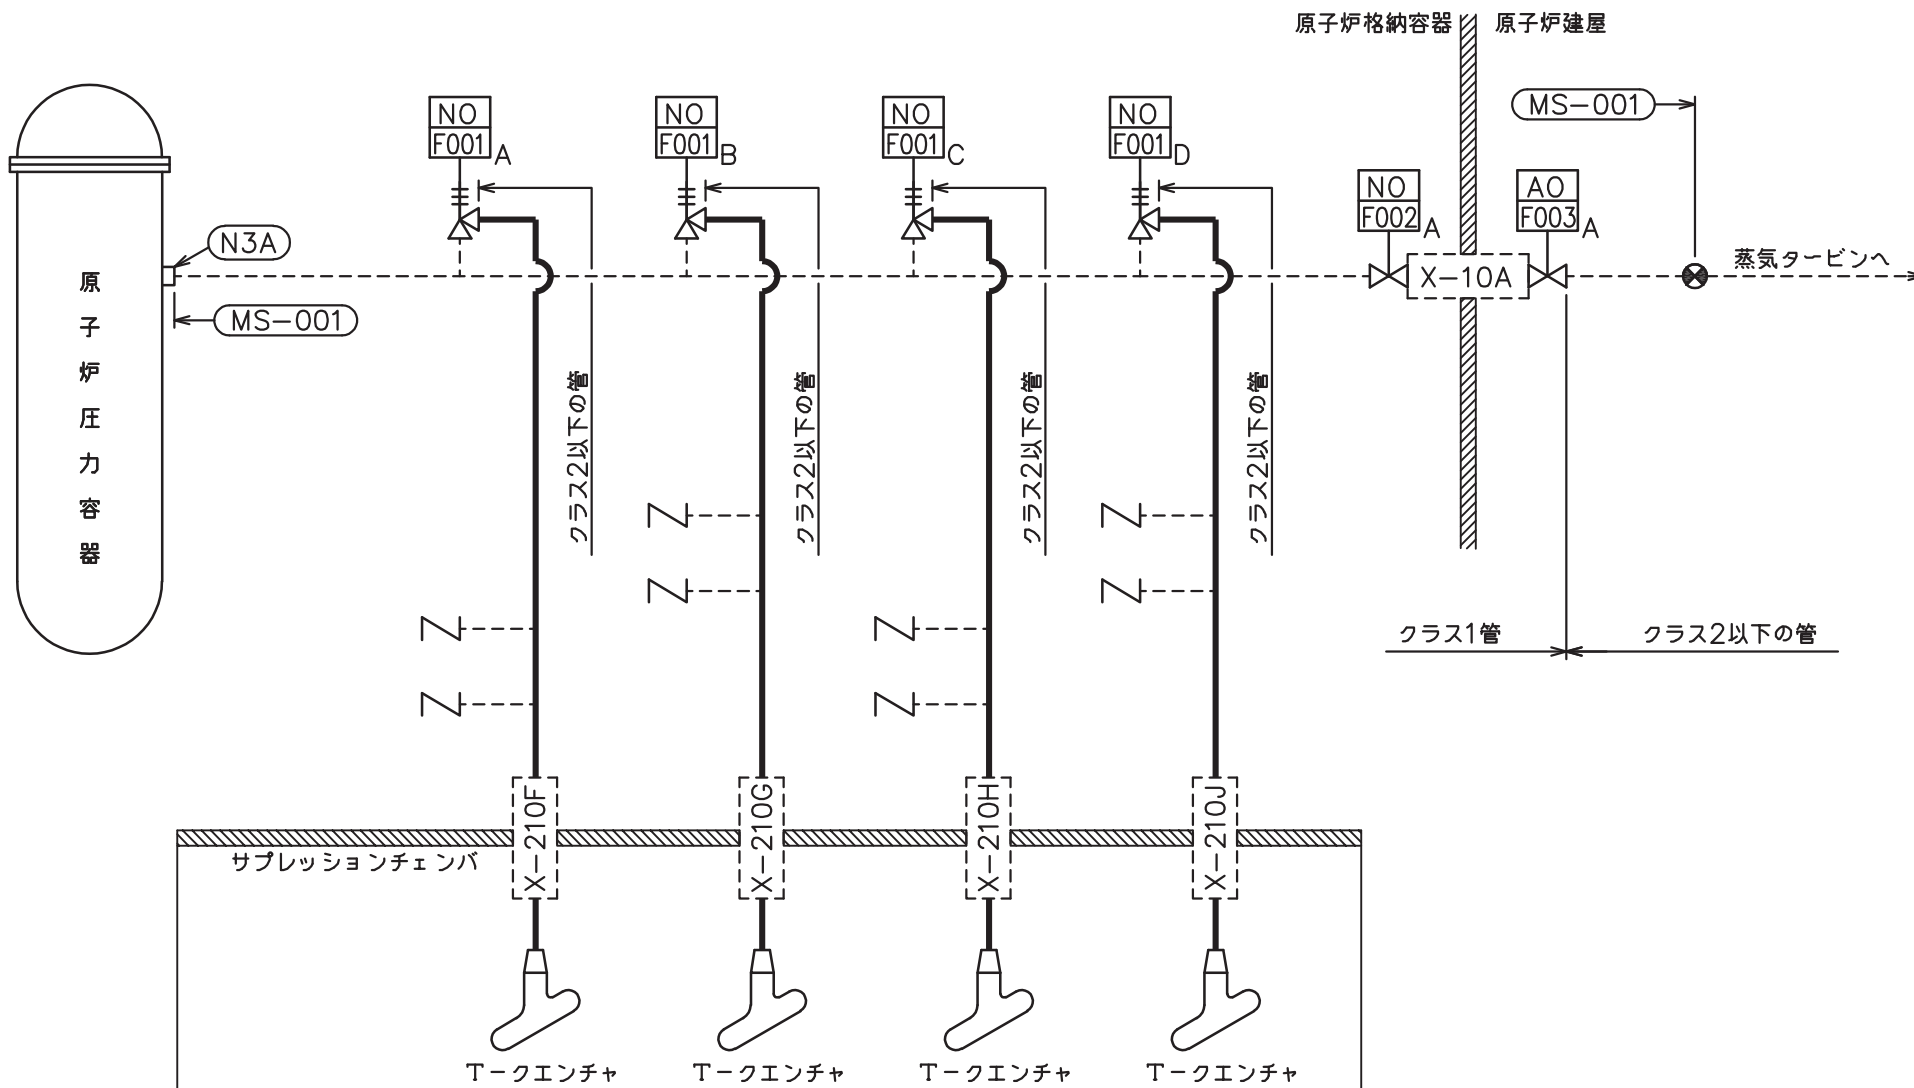 原子炉格納容器
原子炉建屋
NO
F001
A
NO
F001
B
NO
F001
C
NO
F001
D
MS-001
NO
F002
A
AO
F003
A
N3A
X-10A
蒸気タービンへ
MS-001
原子炉圧力容器
クラス2以下の管
クラス2以下の管
クラス2以下の管
クラス2以下の管
クラス1管
クラス2以下の管
X-210F
X-210G
X-210H
X-210J
サプレッションチェンバ
T-クエンチャ
T-クエンチャ
T-クエンチャ
T-クエンチャ